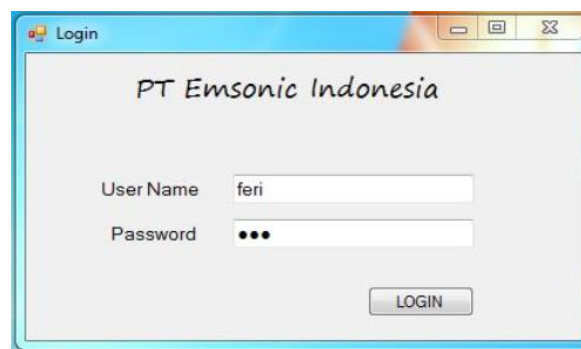 Login
PT Emsonic Indonesia
User Name feri
Password •••
LOGIN